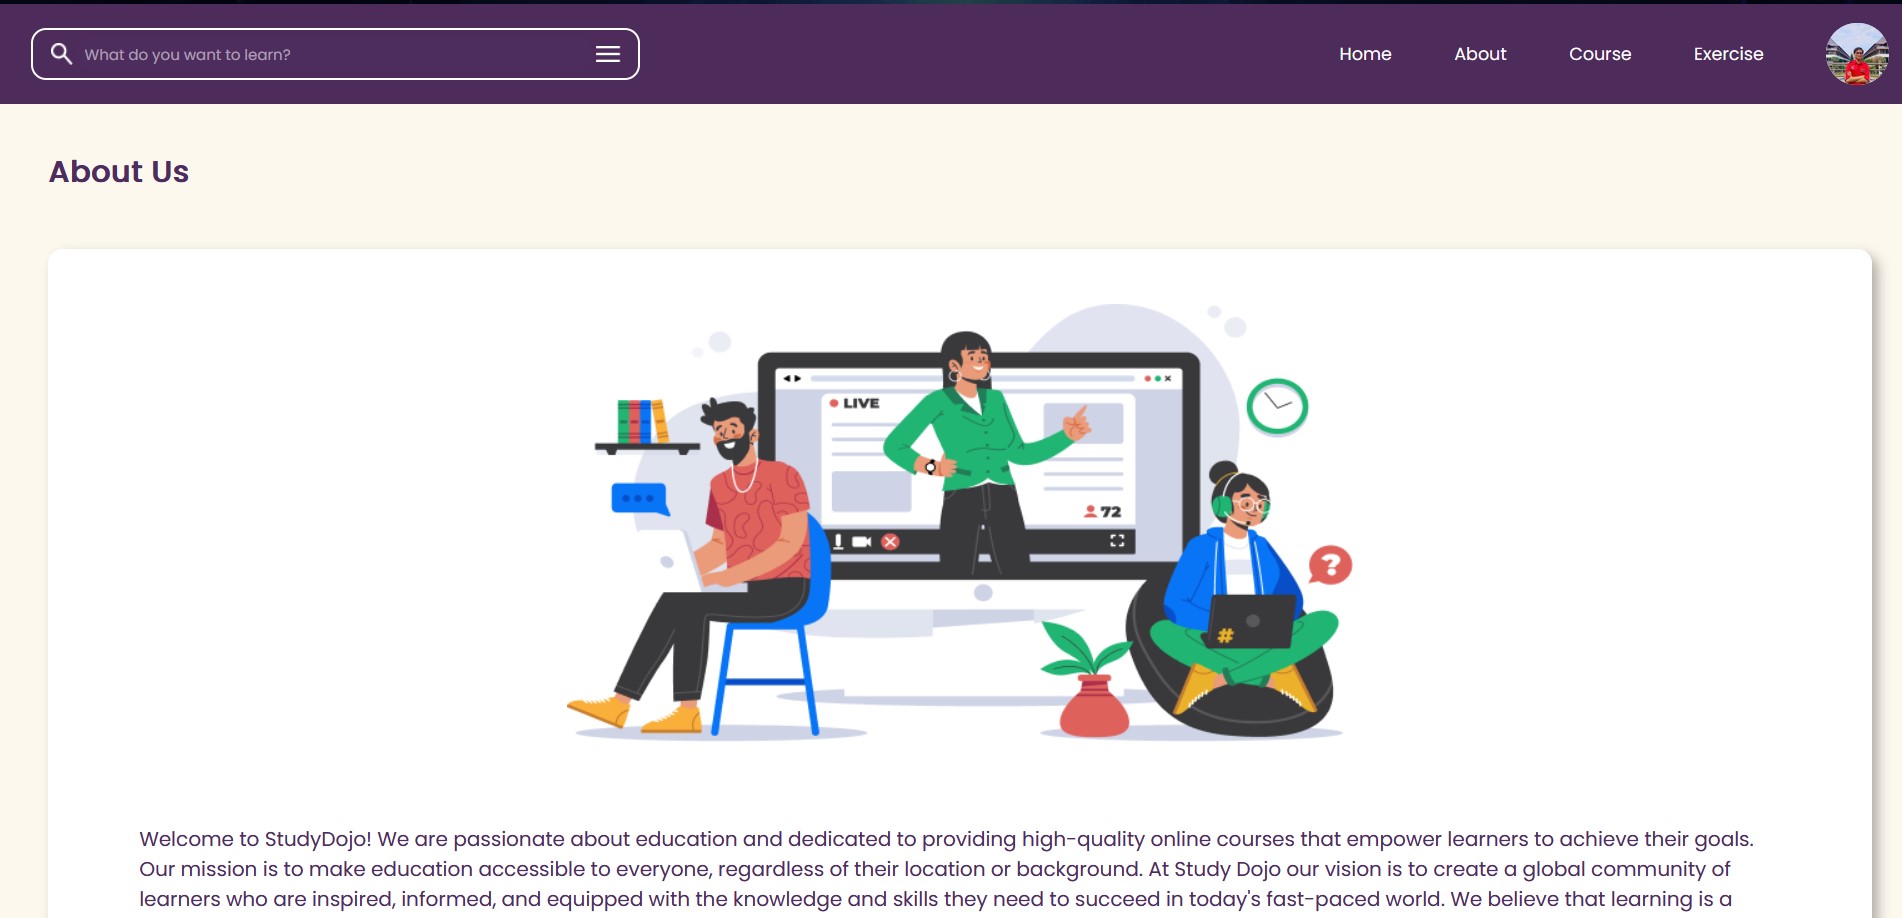 What do you want to learn?
Home
About
Course
Exercise
About Us
LIVE
72
?
#
Welcome to StudyDojo! We are passionate about education and dedicated to providing high-quality online courses that empower learners to achieve their goals.
Our mission is to make education accessible to everyone, regardless of their location or background. At Study Dojo our vision is to create a global community of
learners who are inspired, informed, and equipped with the knowledge and skills they need to succeed in today's fast-paced world. We believe that learning is a